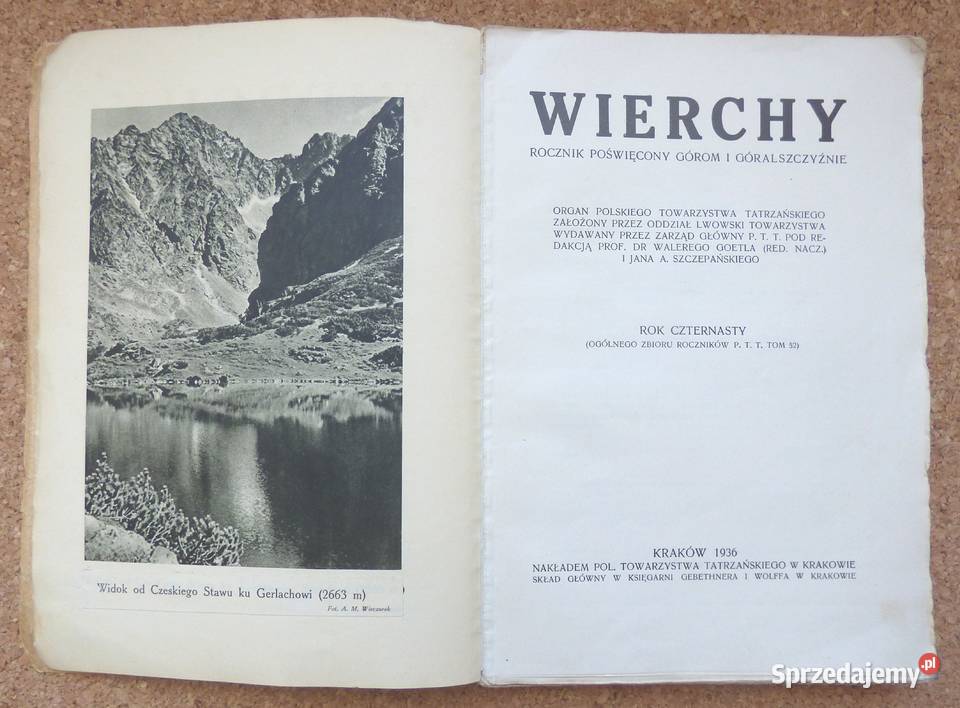 Widok od Czeskiego Stawu ku Gerlachowi (2663 m)
Fot. A. M. Wieczorek
WIERCHY
ROCZNIK POŚWIĘCONY GÓROM I GÓRALSZCZYŹNIE
ORGAN POLSKIEGO TOWARZYSTWA TATRZAŃSKIEGO
ZAŁOŻONY PRZEZ ODDZIAŁ LWOWSKI TOWARZYSTWA
WYDAWANY PRZEZ ZARZĄD GŁÓWNY P. T. T. POD RE-
DAKCJĄ PROF. DR WALEREGO GOETLA (RED. NACZ.)
I JANA A. SZCZEPAŃSKIEGO
ROK CZTERNASTY
(OGÓLNEGO ZBIORU ROCZNIKÓW P. T. T. TOM 52)
KRAKÓW 1936
NAKŁADEM POL. TOWARZYSTWA TATRZAŃSKIEGO W KRAKOWIE
SKŁAD GŁÓWNY W KSIĘGARNI GEBETHNERA I WOLFFA W KRAKOWIE
Sprzedajemy.pl